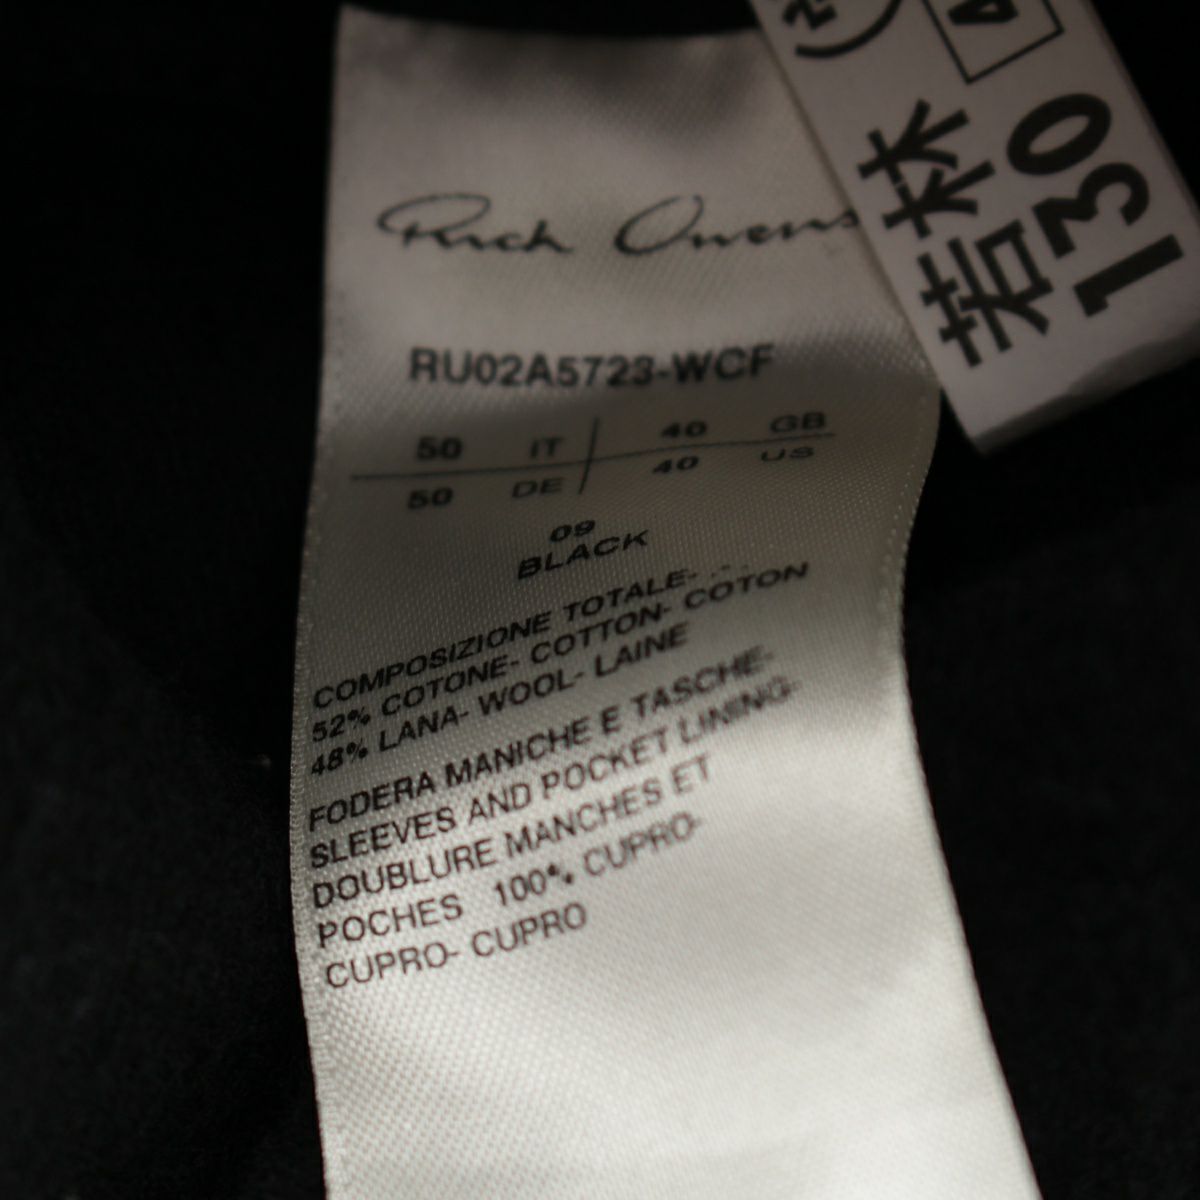 Rick Owens
RU02A5723-WCF
50 IT 40 GB
50 DE 40 US
09
BLACK
COMPOSIZIONE TOTALE-
52% COTONE- COTTON- COTON
48% LANA- WOOL- LAINE
FODERA MANICHE E TASCHE-
SLEEVES AND POCKET LINING-
DOUBLURE MANCHES ET
POCHES 100% CUPRO-
CUPRO- CUPRO
若林
130